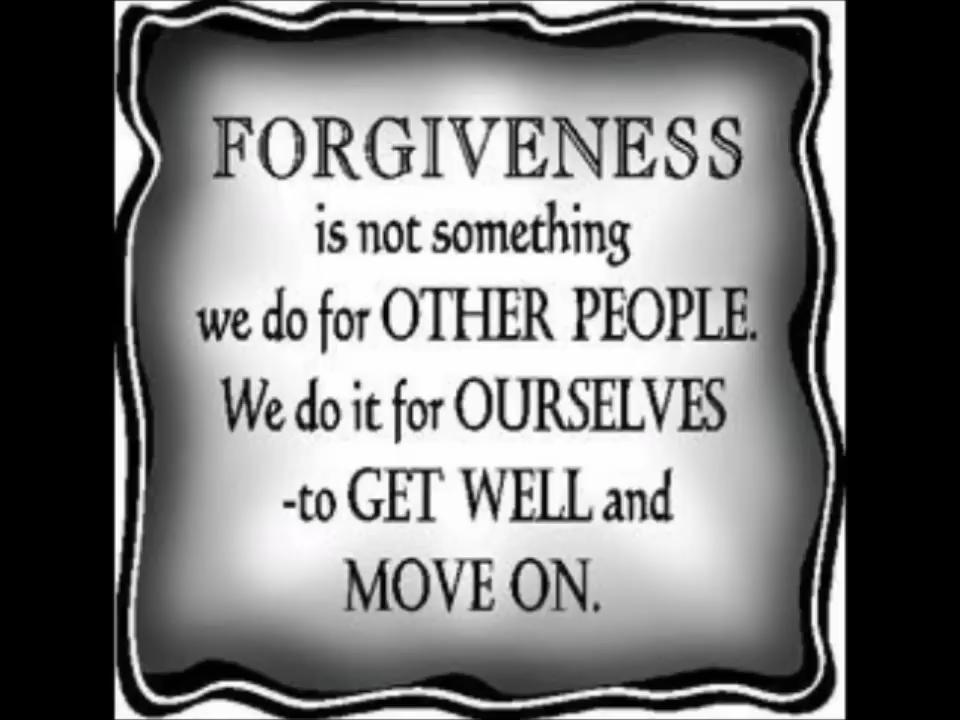 FORGIVENESS
is not something
we do for OTHER PEOPLE.
We do it for OURSELVES
-to GET WELL and
MOVE ON.